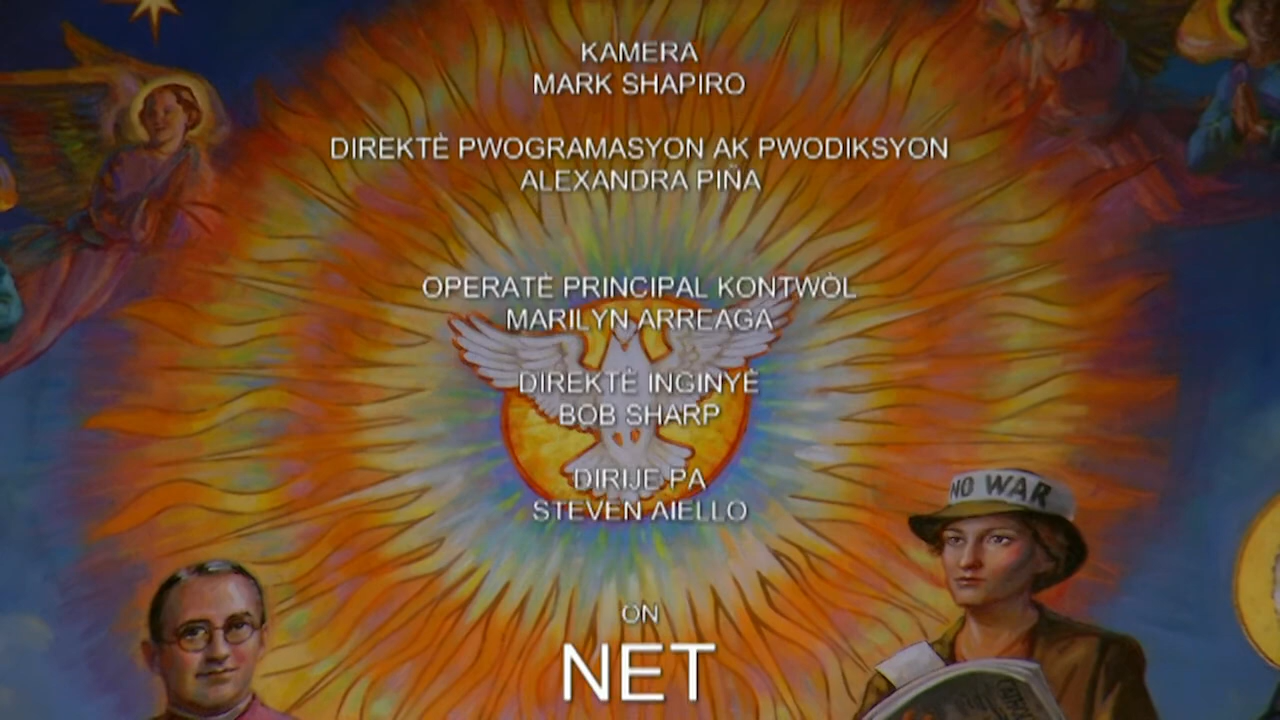 KAMERA
MARK SHAPIRO
DIREKTÈ PWOGRAMASYON AK PWODIKSYON
ALEXANDRA PIÑA
OPERATÈ PRINCIPAL KONTWÒL
MARILYN ARREAGA
DIREKTÈ INGINYÈ
BOB SHARP
DIRIJE PA
STEVEN AIELLO
NO WAR
ON
NET